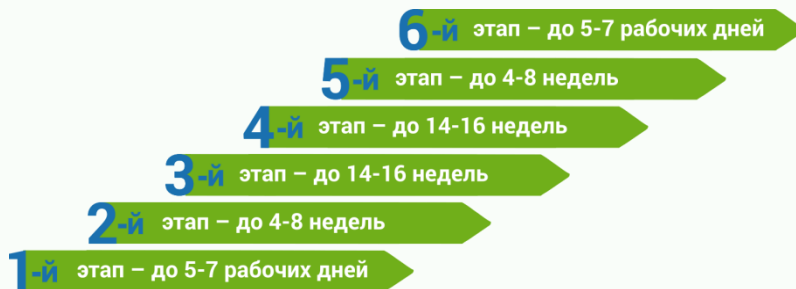 6-й этап – до 5-7 рабочих дней
5-й этап – до 4-8 недель
4-й этап – до 14-16 недель
3-й этап – до 14-16 недель
2-й этап – до 4-8 недель
1-й этап – до 5-7 рабочих дней